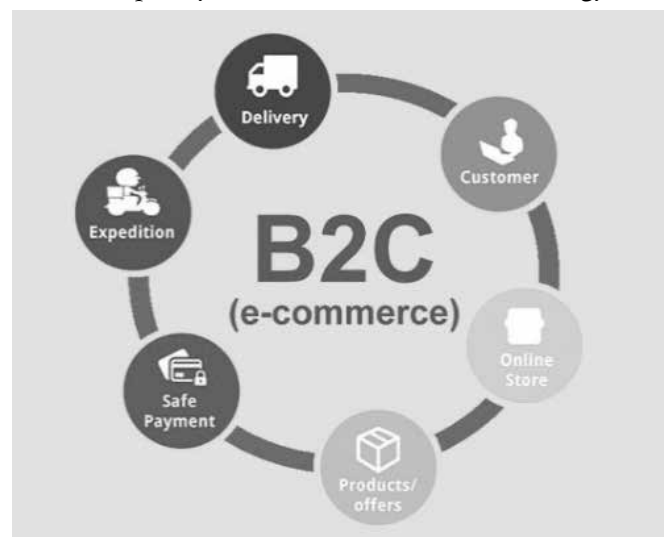 Delivery
Customer
Expedition
B2C
(e-commerce)
Online
Store
Safe
Payment
Products/
offers